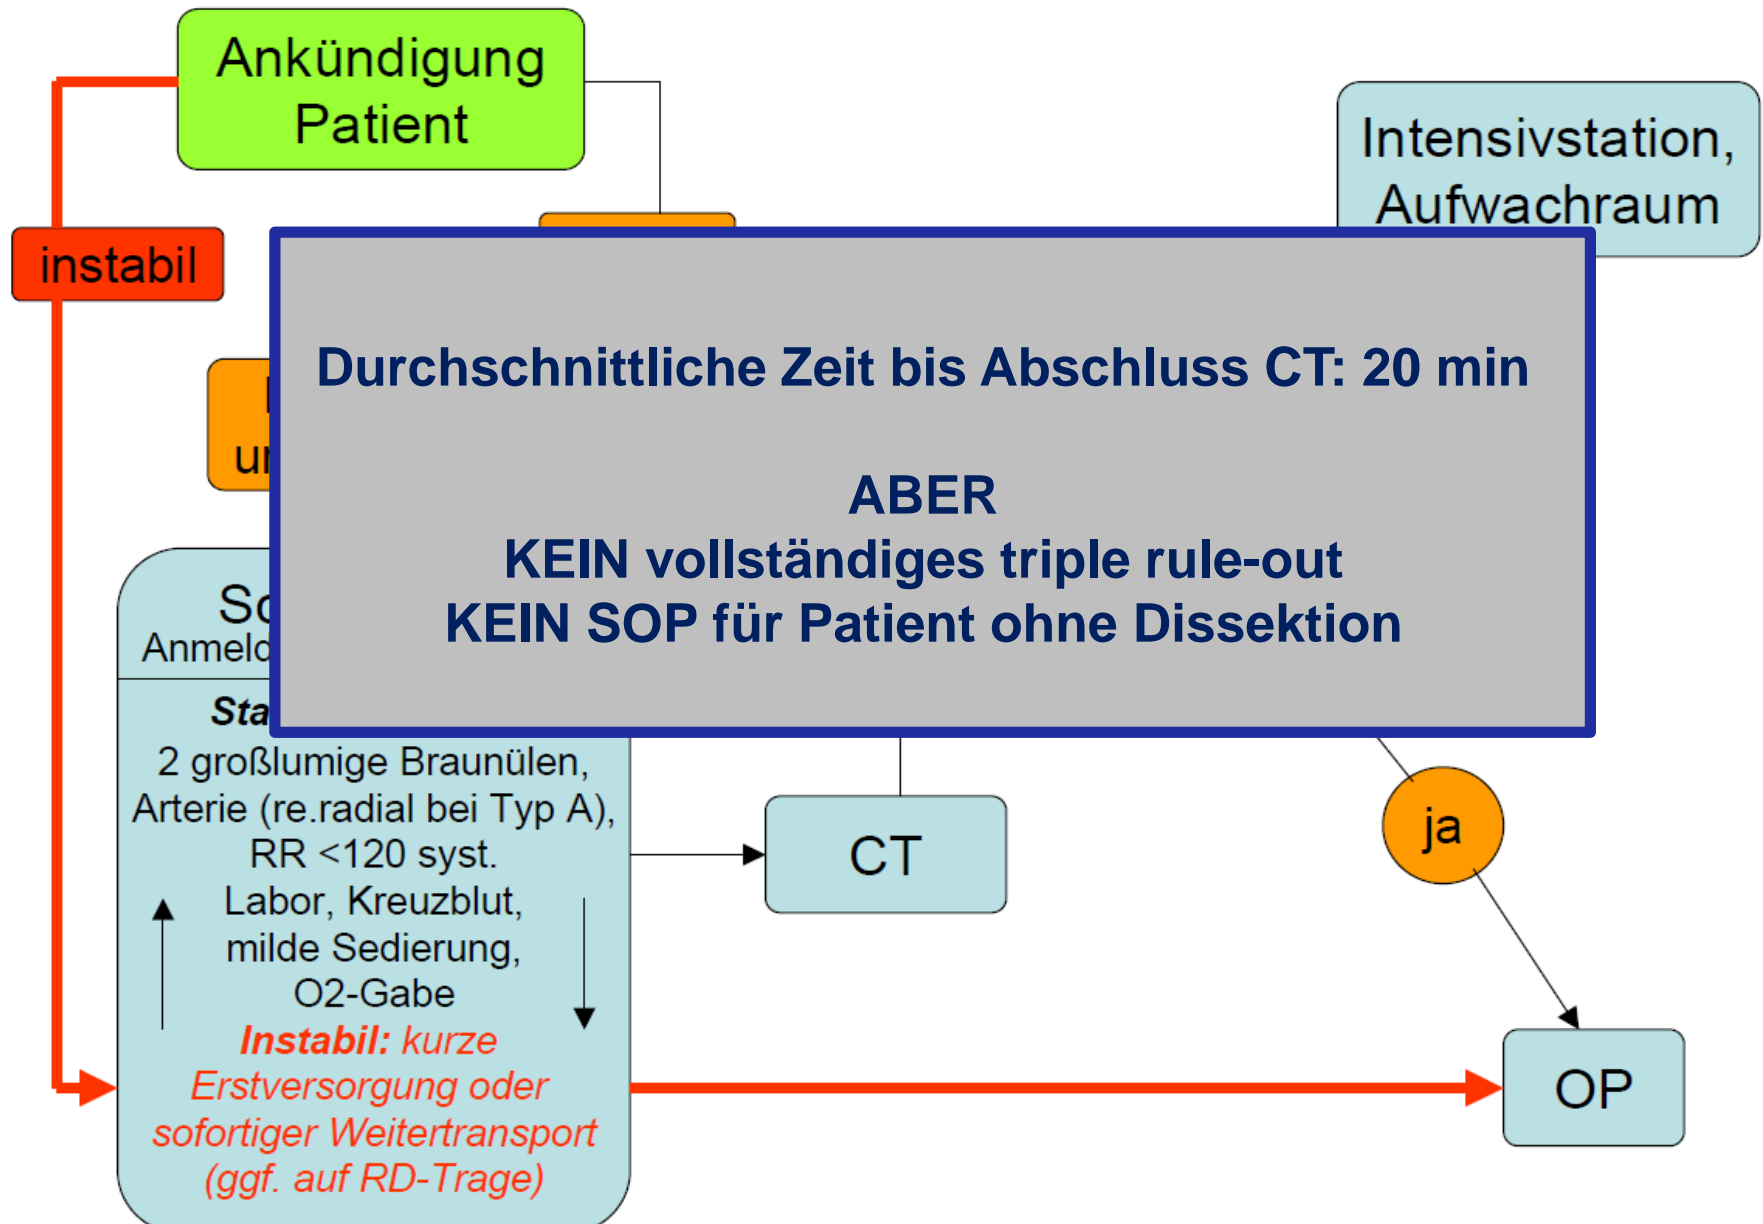 Ankündigung
Patient
Intensivstation,
Aufwachraum
instabil
Durchschnittliche Zeit bis Abschluss CT: 20 min
ABER
KEIN vollständiges triple rule-out
KEIN SOP für Patient ohne Dissektion
2 großlumige Braunülen,
Arterie (re.radial bei Typ A),
RR <120 syst.
Labor, Kreuzblut,
milde Sedierung,
O2-Gabe
Instabil: kurze
Erstversorgung oder
sofortiger Weitertransport
(ggf. auf RD-Trage)
CT
ja
OP